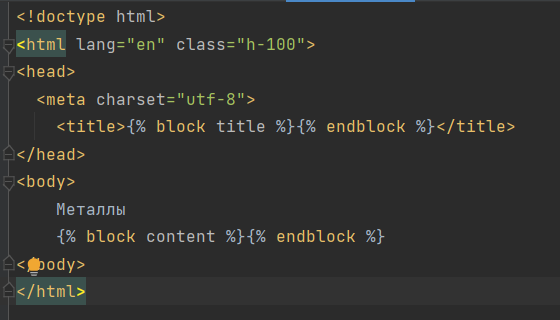 <!doctype html>
<html lang="en" class="h-100">
<head>
<meta charset="utf-8">
<title>{% block title %}{% endblock %}</title>
</head>
<body>
Металлы
{% block content %}{% endblock %}
<body>
</html>